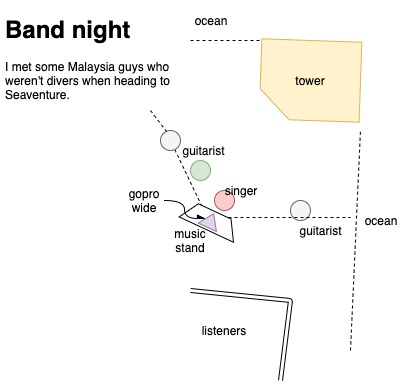 ocean
Band night
I met some Malaysia guys who
weren't divers when heading to
Seaventure.
tower
guitarist
singer
gopro
wide
music
stand
guitarist
ocean
listeners